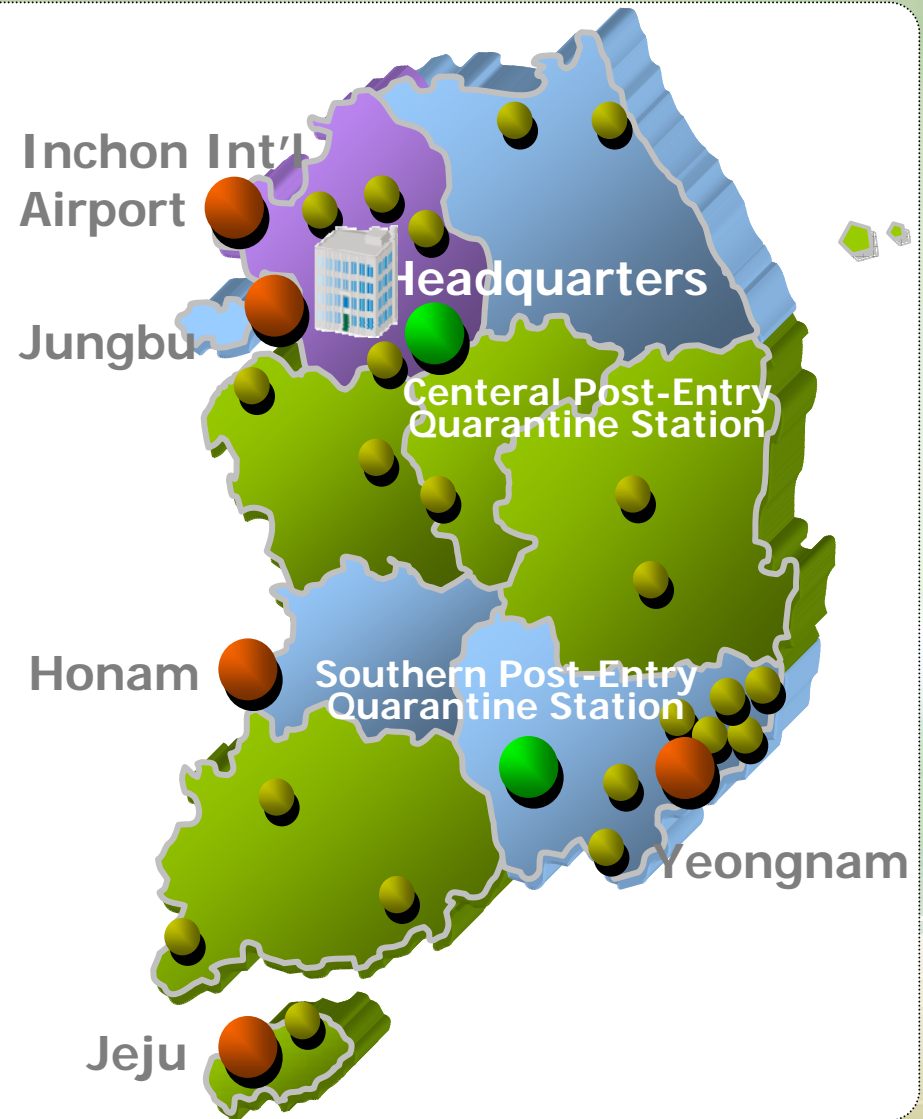 Inchon Int'l
Airport
Headquarters
Jungbu
Centeral Post-Entry
Quarantine Station
Honam
Southern Post-Entry
Quarantine Station
Yeongnam
Jeju